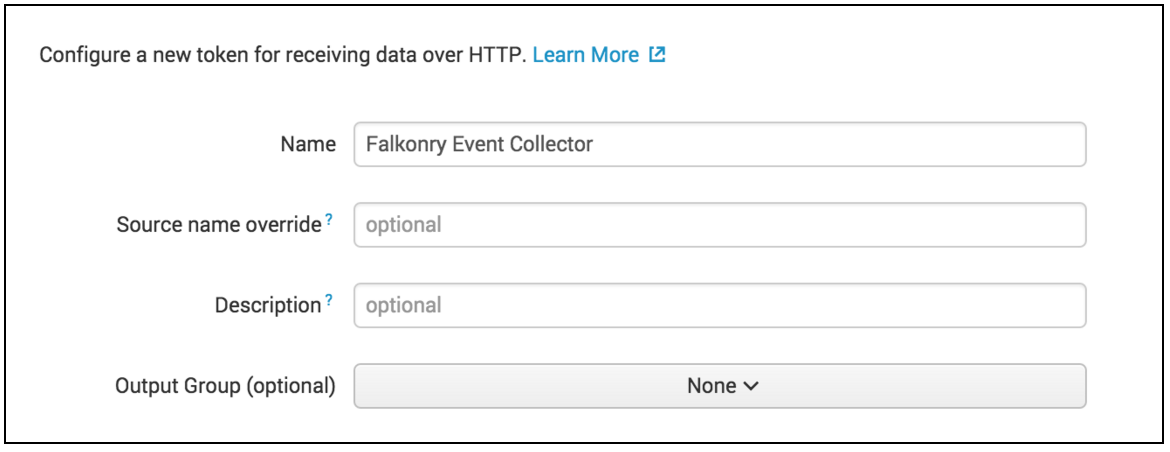 Configure a new token for receiving data over HTTP. Learn More
Name Falkonry Event Collector
Source name override ? optional
Description ? optional
Output Group (optional) None